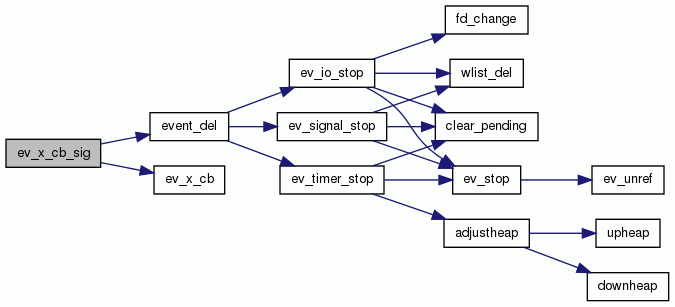 fd_change
ev_io_stop
wlist_del
event_del
ev_signal_stop
clear_pending
ev_x_cb_sig
ev_x_cb
ev_timer_stop
ev_stop
ev_unref
adjustheap
upheap
downheap